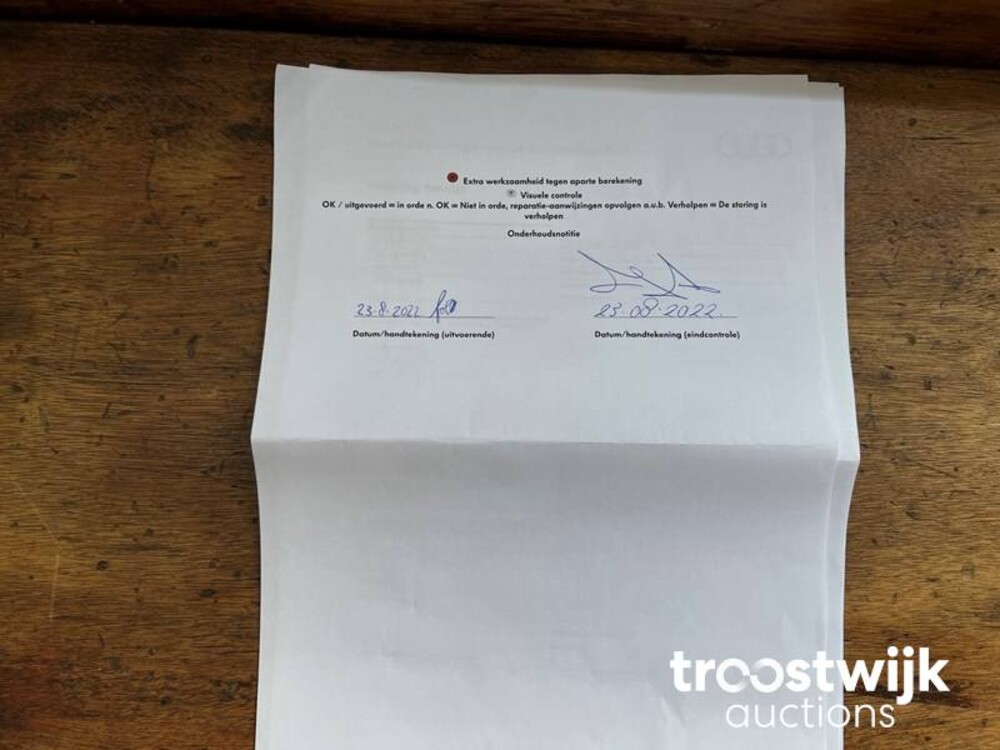 Extra werkzaamheid tegen aparte berekening
Visuele controle
OK / uitgevoerd = in orde n. OK = Niet in orde, reparatie-aanwijzingen opvolgen a.u.b. Verholpen = De storing is
verholpen
Onderhoudsnotitie
23-8-2022
23-08-2022.
Datum/handtekening (uitvoerende)
Datum/handtekening (eindcontrole)
troostwijk
auctions